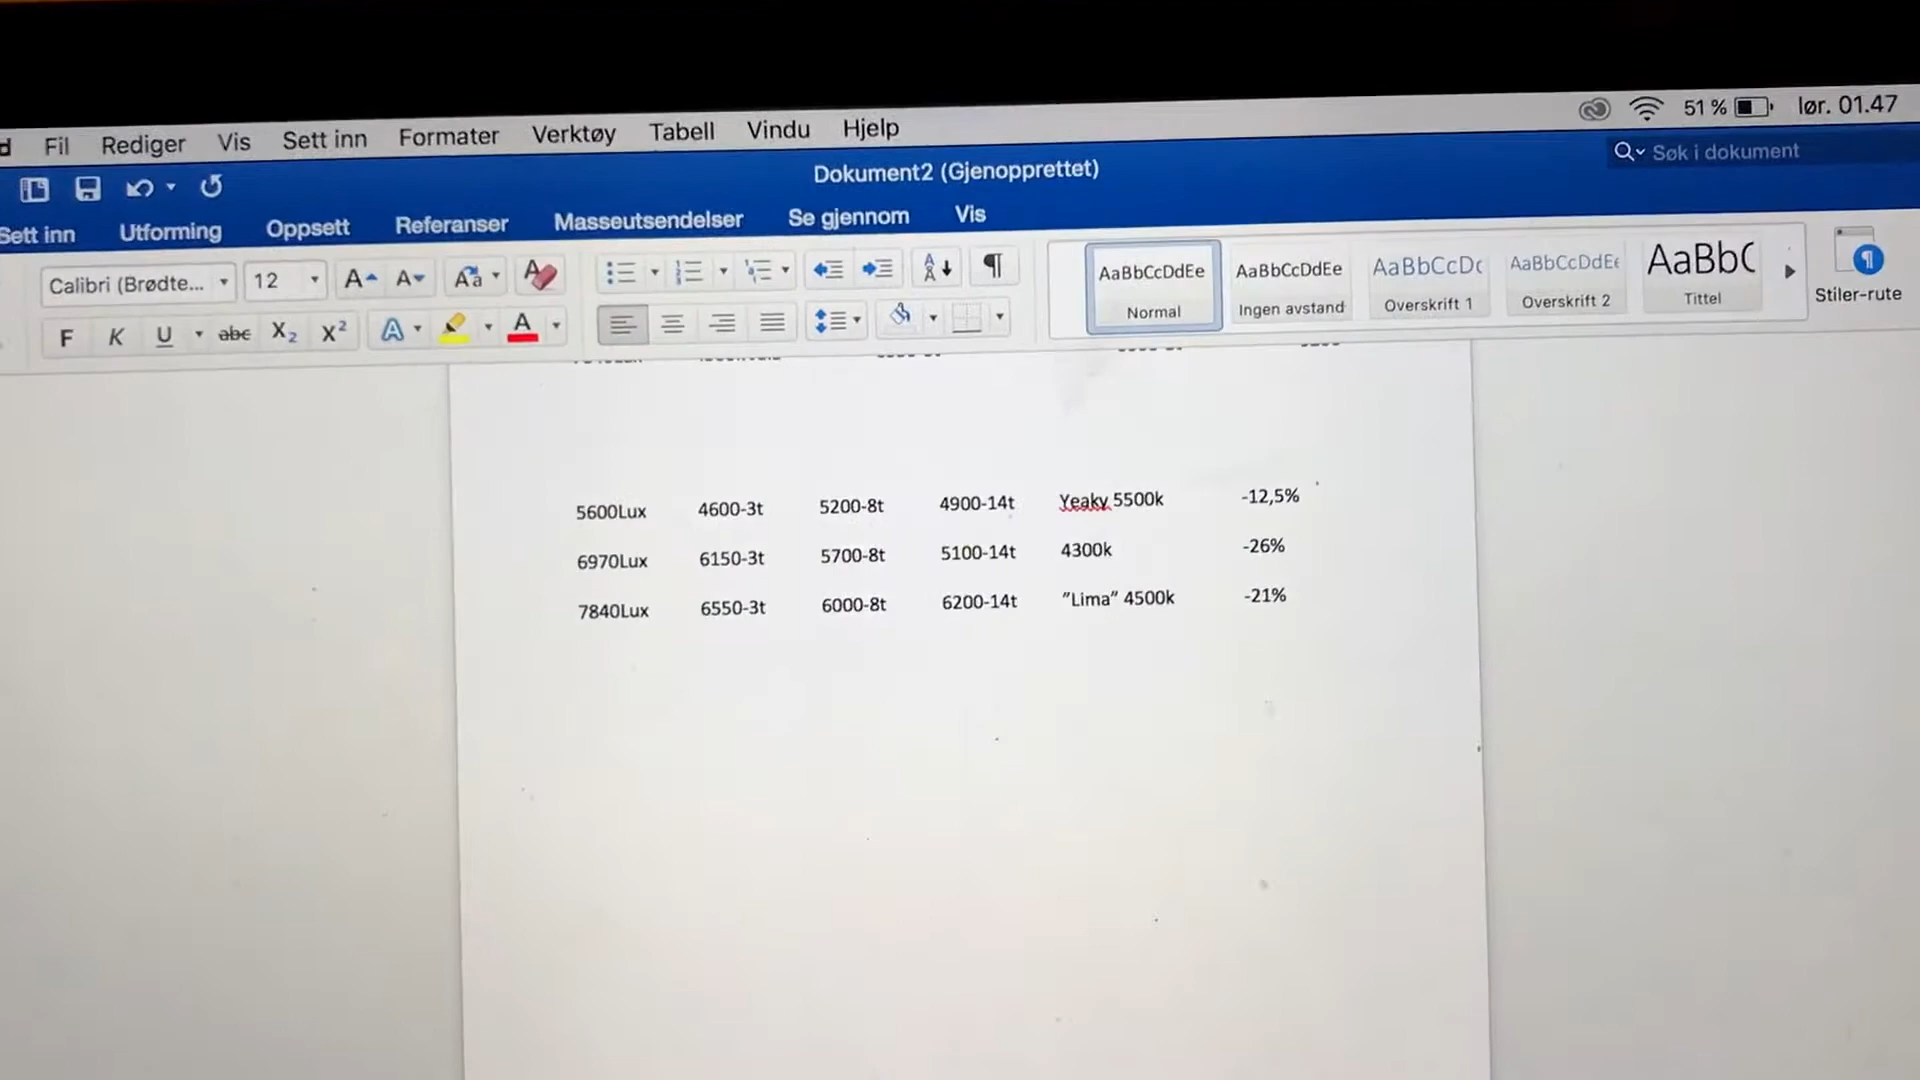 Fil Rediger Vis Sett inn Formater Verktøy Tabell Vindu Hjelp 51 % lør. 01.47
Dokument2 (Gjenopprettet) Søk i dokument
Sett inn Utforming Oppsett Referanser Masseutsendelser Se gjennom Vis
Calibri (Brødte... 12
AaBbCcDdEe AaBbCcDdEe AaBbCcDc AaBbCcDdEe AaBbC
Normal Ingen avstand Overskrift 1 Overskrift 2 Tittel Stiler-rute
F K U abc X2 X2 A A
5600Lux 4600-3t 5200-8t 4900-14t Yeaky 5500k -12,5%
6970Lux 6150-3t 5700-8t 5100-14t 4300k -26%
7840Lux 6550-3t 6000-8t 6200-14t ”Lima” 4500k -21%